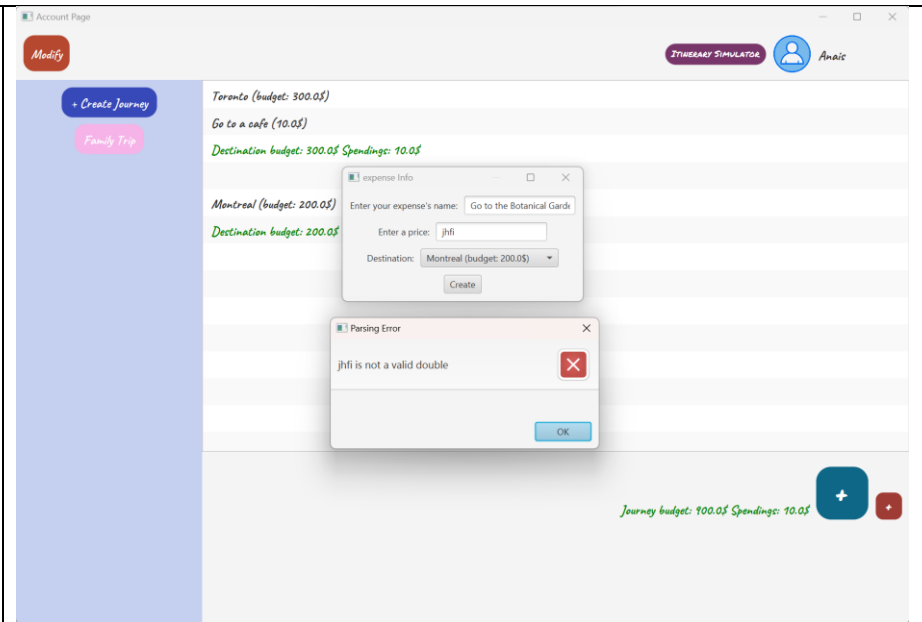 Account Page
Modify
ITINERARY SIMULATOR
Anais
+ Create Journey
Family Trip
Toronto (budget: 300.0$)
Go to a cafe (10.0$)
Destination budget: 300.0$ Spendings: 10.0$
Montreal (budget: 200.0$)
Destination budget: 200.0$
expense Info
Enter your expense's name: Go to the Botanical Garde
Enter a price: jhfi
Destination: Montreal (budget: 200.0$)
Create
Parsing Error
jhfi is not a valid double
OK
Journey budget: 900.0$ Spendings: 10.0$
+
+